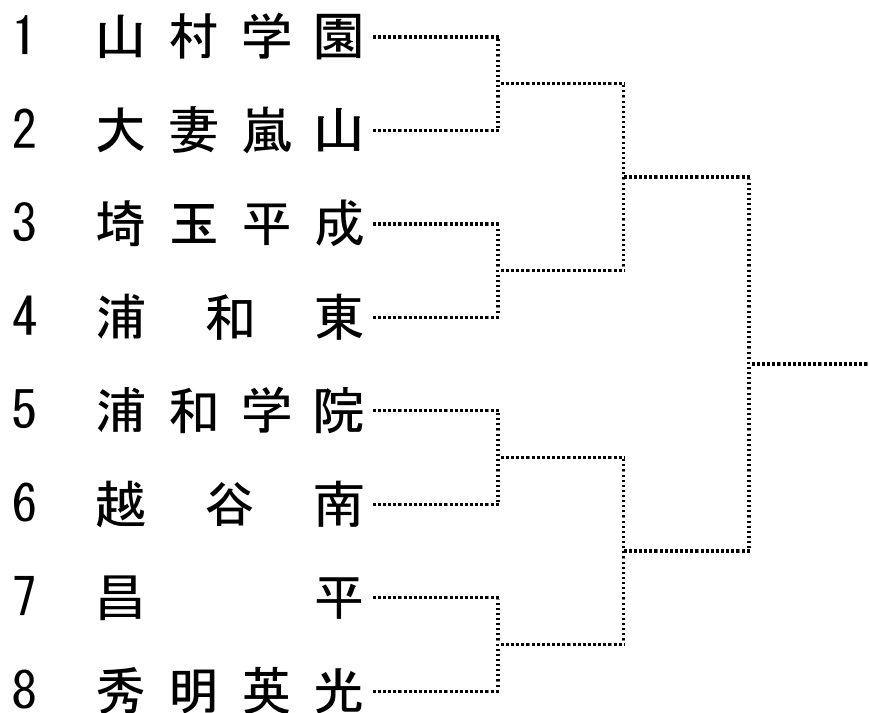 1 山村学園
2 大妻嵐山
3 埼玉平成
4 浦和東
5 浦和学院
6 越谷南
7 昌平
8 秀明英光